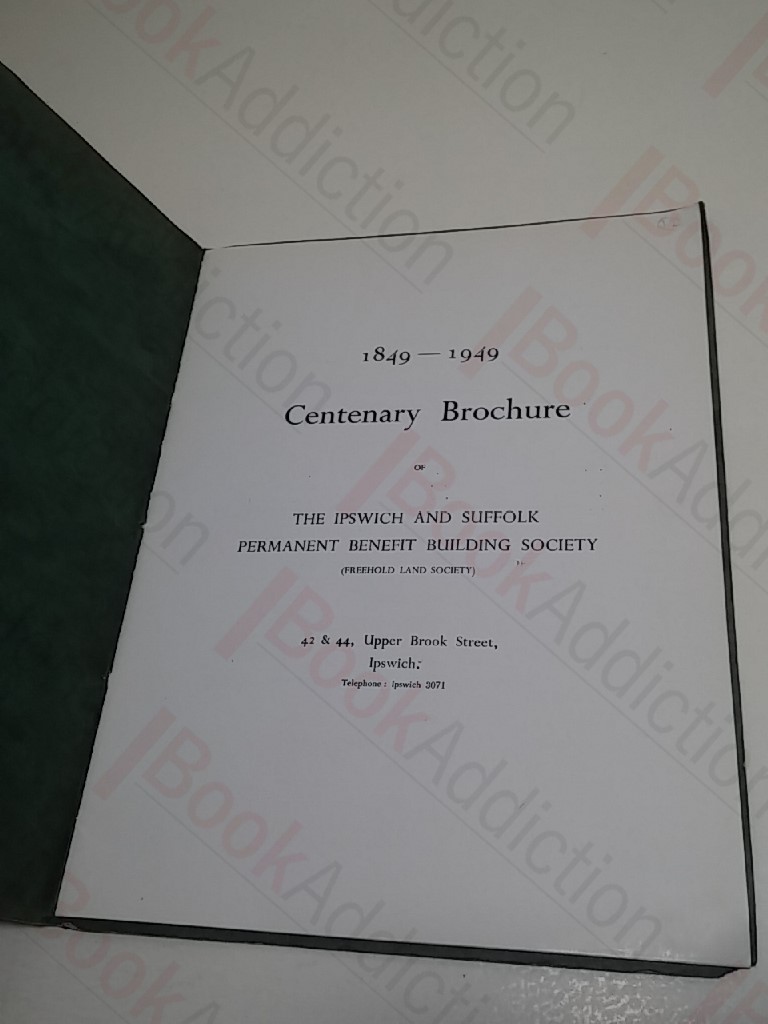 1849 — 1949
Centenary Brochure
OF
THE IPSWICH AND SUFFOLK
PERMANENT BENEFIT BUILDING SOCIETY
(FREEHOLD LAND SOCIETY)
42 & 44, Upper Brook Street,
Ipswich.
Telephone : Ipswich 3071
BookAddiction